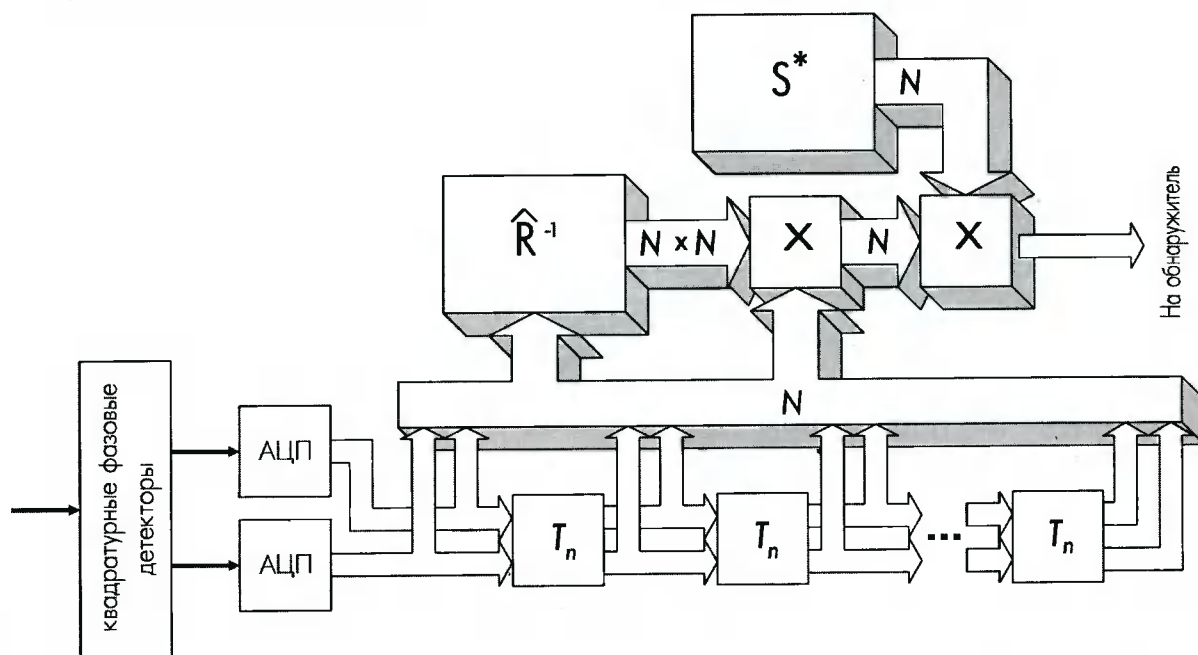 S*
N
R̂⁻¹
N x N
X
N
X
На обнаружитель
N
квадратурные фазовые
детекторы
АЦП
АЦП
Tₙ
Tₙ
...
Tₙ